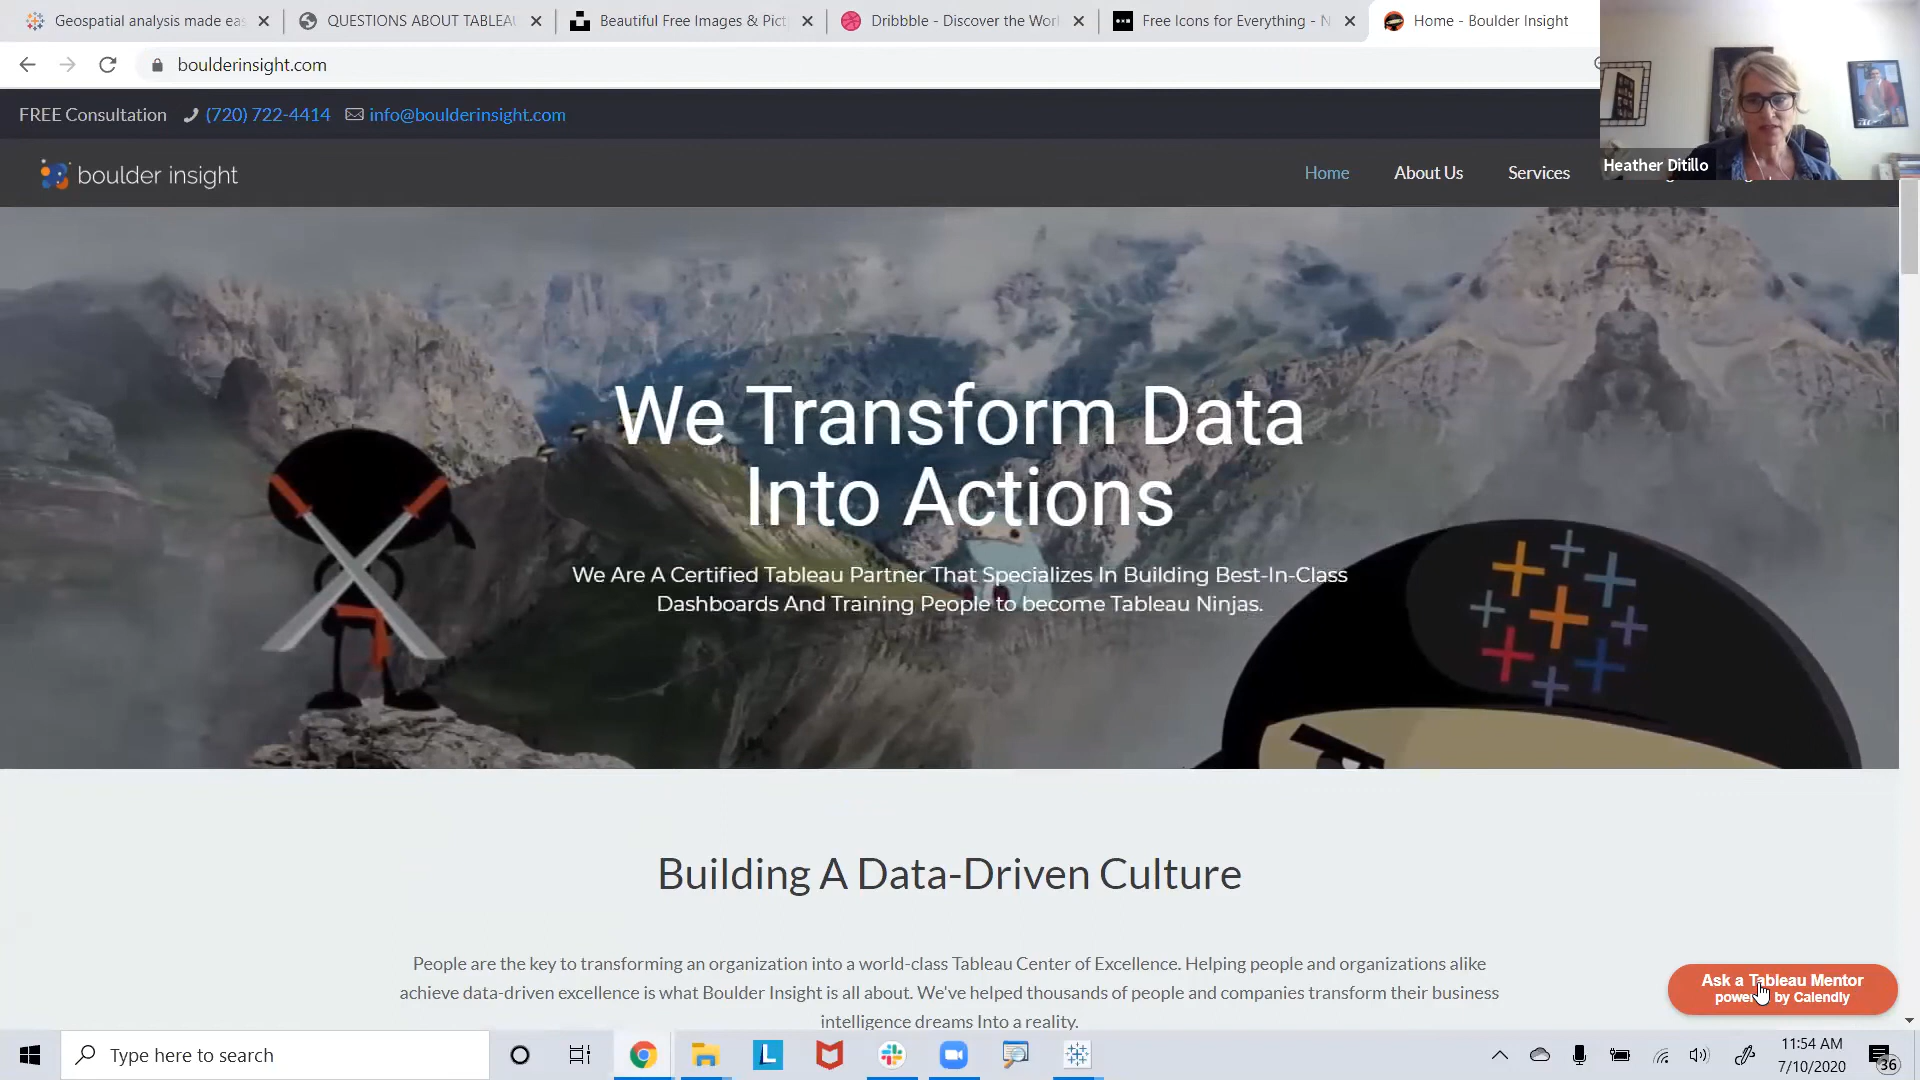 Geospatial analysis made eas
QUESTIONS ABOUT TABLEAU
Beautiful Free Images & Pict
Dribbble - Discover the Worl
Free Icons for Everything - N
Home - Boulder Insight
boulderinsight.com
FREE Consultation (720) 722-4414 info@boulderinsight.com
boulder insight
Home About Us Services
Heather Ditillo
We Transform Data
Into Actions
We Are A Certified Tableau Partner That Specializes In Building Best-In-Class
Dashboards And Training People to become Tableau Ninjas.
Building A Data-Driven Culture
People are the key to transforming an organization into a world-class Tableau Center of Excellence. Helping people and organizations alike
achieve data-driven excellence is what Boulder Insight is all about. We've helped thousands of people and companies transform their business
intelligence dreams Into a reality.
Ask a Tableau Mentor
powered by Calendly
Type here to search
L
11:54 AM
7/10/2020
36